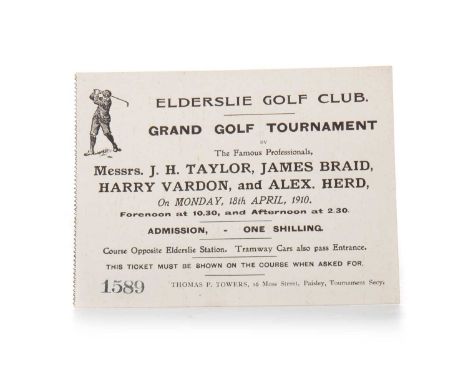 ELDERSLIE GOLF CLUB.
GRAND GOLF TOURNAMENT
BY
The Famous Professionals,
Messrs. J. H. TAYLOR, JAMES BRAID,
HARRY VARDON, and ALEX. HERD,
On MONDAY, 18th APRIL, 1910.
Forenoon at 10.30, and Afternoon at 2.30.
ADMISSION, - ONE SHILLING.
Course Opposite Elderslie Station. Tramway Cars also pass Entrance.
THIS TICKET MUST BE SHOWN ON THE COURSE WHEN ASKED FOR.
1589
THOMAS P. TOWERS, 16 Moss Street, Paisley, Tournament Secy.